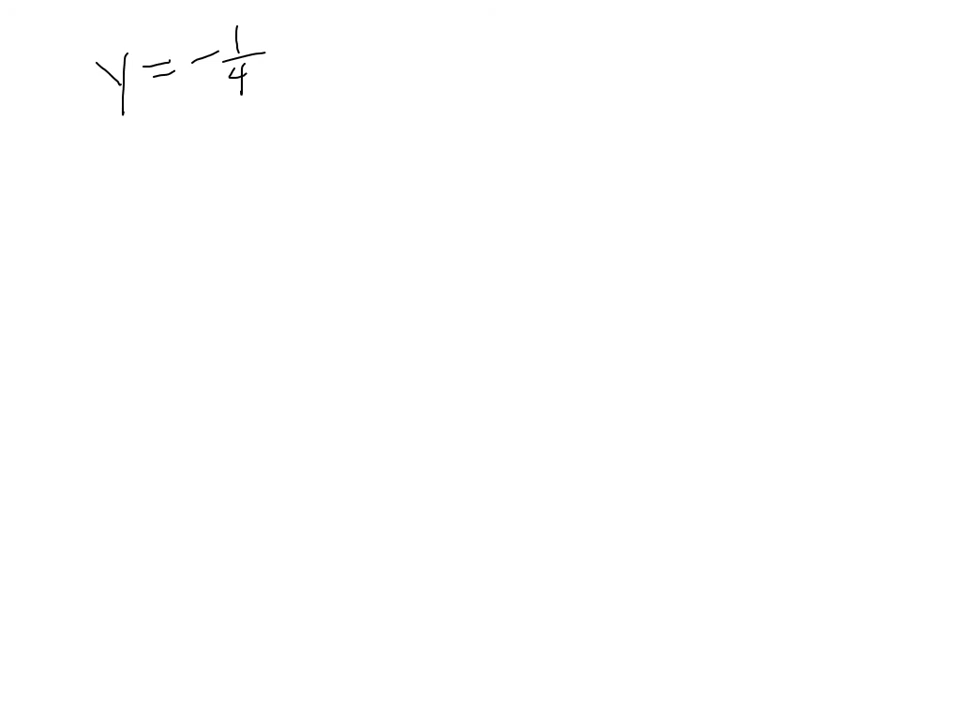 y = -1/4